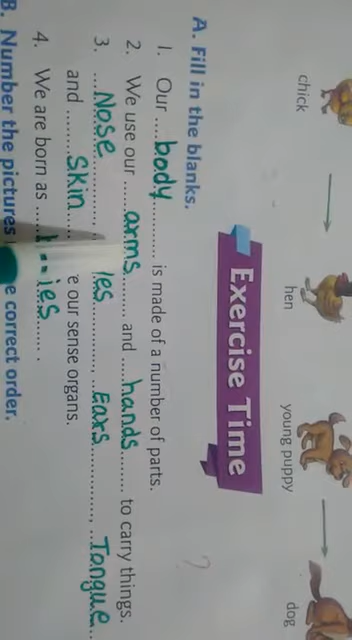 chick hen young puppy dog
Exercise Time
A. Fill in the blanks.
1. Our ....body.......... is made of a number of parts.
2. We use our ......arms...... and ....hands........ to carry things.
3. ....Nose.............., les............, ...Ears............., ...Tongue...
and ........Skin.... e our sense organs.
4. We are born as ..... ies....... .
B. Number the pictures e correct order.